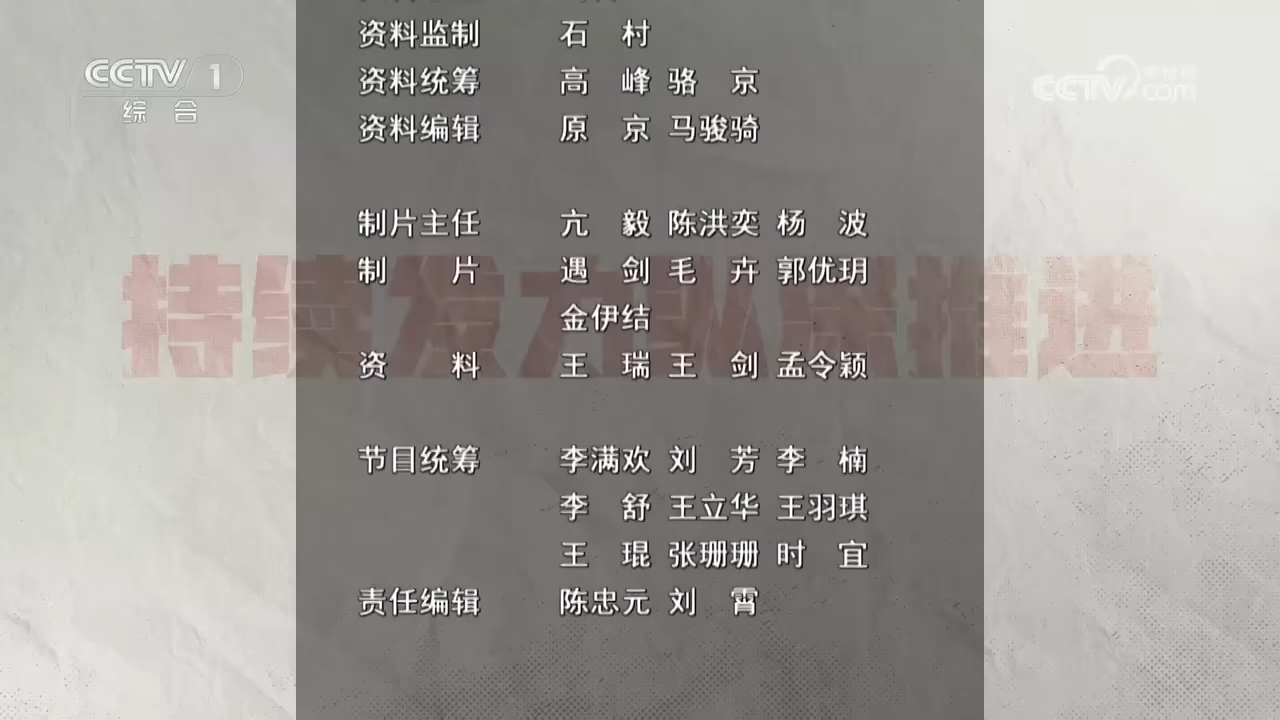 资料监制 石 村
CCTV 1
综合
资料统筹 高 峰 骆 京
央视网
CCTV.com
资料编辑 原 京 马骏骑
制片主任 亢 毅 陈洪奕 杨 波
制 片 遇 剑 毛 卉 郭优玥
金伊结
持续发力 纵深推进
资 料 王 瑞 王 剑 孟令颖
节目统筹 李满欢 刘 芳 李 楠
李 舒 王立华 王羽琪
王 琨 张珊珊 时 宜
责任编辑 陈忠元 刘 霄